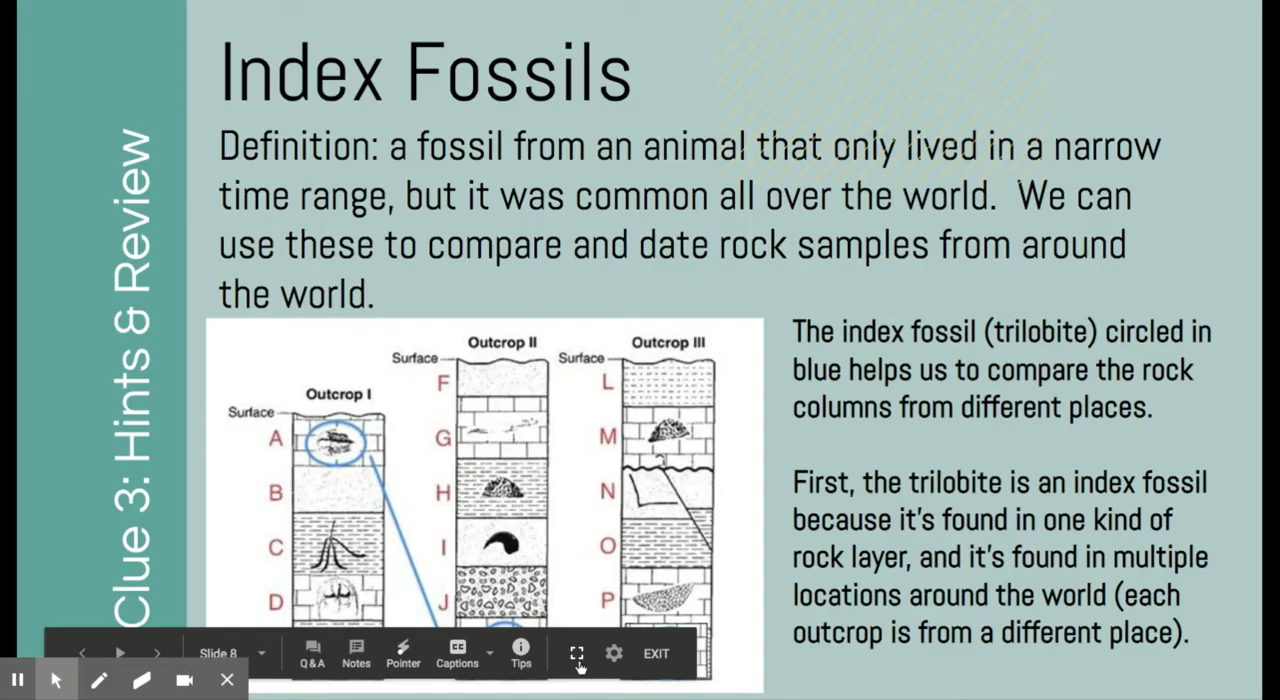 Index Fossils
Definition: a fossil from an animal that only lived in a narrow
time range, but it was common all over the world. We can
use these to compare and date rock samples from around
the world.
Clue 3: Hints & Review
Outcrop I
Surface
A
B
C
D
Outcrop II
Surface
F
G
H
I
J
Outcrop III
Surface
L
M
N
O
P
The index fossil (trilobite) circled in
blue helps us to compare the rock
columns from different places.
First, the trilobite is an index fossil
because it's found in one kind of
rock layer, and it's found in multiple
locations around the world (each
outcrop is from a different place).
Slide 8
Q&A
Notes
Pointer
CC
Captions
Tips
EXIT